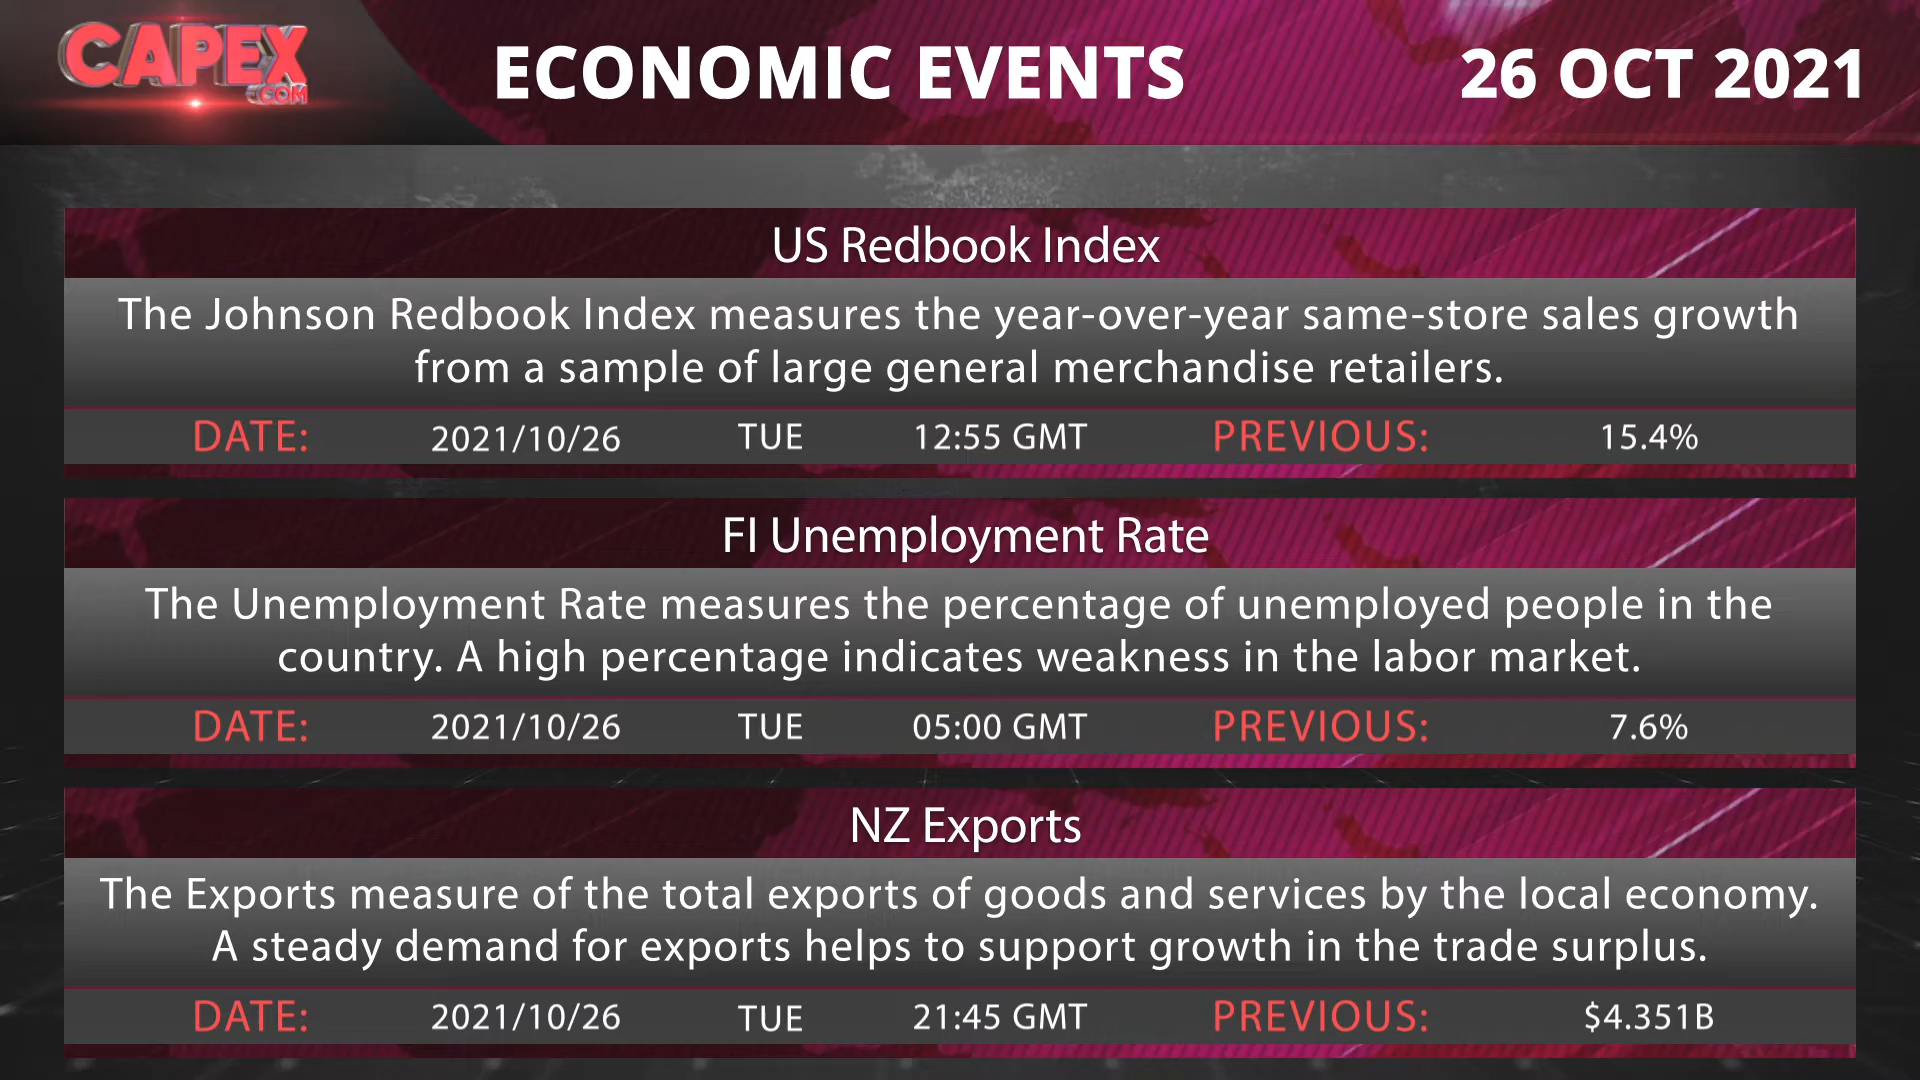 CAPEX
.COM
ECONOMIC EVENTS
26 OCT 2021
US Redbook Index
The Johnson Redbook Index measures the year-over-year same-store sales growth
from a sample of large general merchandise retailers.
DATE: 2021/10/26 TUE 12:55 GMT PREVIOUS: 15.4%
FI Unemployment Rate
The Unemployment Rate measures the percentage of unemployed people in the
country. A high percentage indicates weakness in the labor market.
DATE: 2021/10/26 TUE 05:00 GMT PREVIOUS: 7.6%
NZ Exports
The Exports measure of the total exports of goods and services by the local economy.
A steady demand for exports helps to support growth in the trade surplus.
DATE: 2021/10/26 TUE 21:45 GMT PREVIOUS: $4.351B